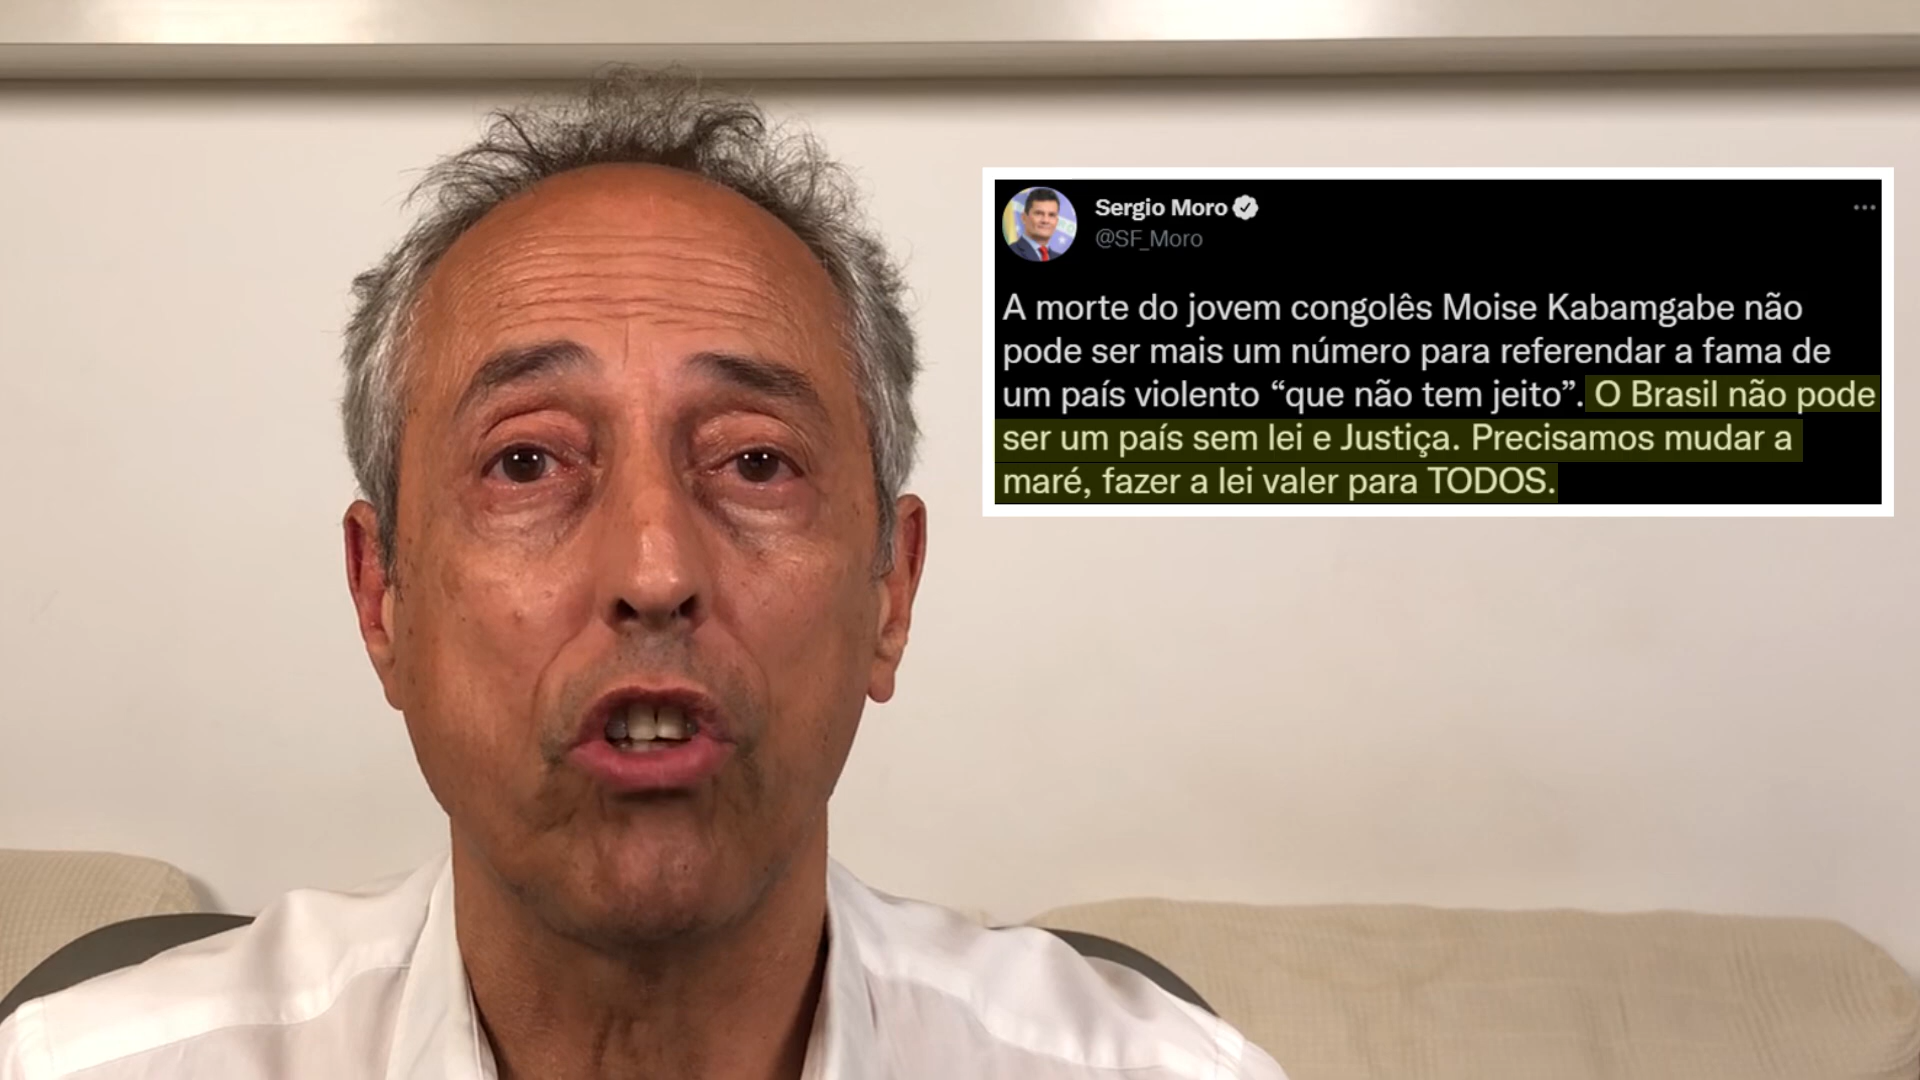 Sergio Moro
@SF_Moro
A morte do jovem congolês Moise Kabamgabe não
pode ser mais um número para referendar a fama de
um país violento “que não tem jeito”. O Brasil não pode
ser um país sem lei e Justiça. Precisamos mudar a
maré, fazer a lei valer para TODOS.